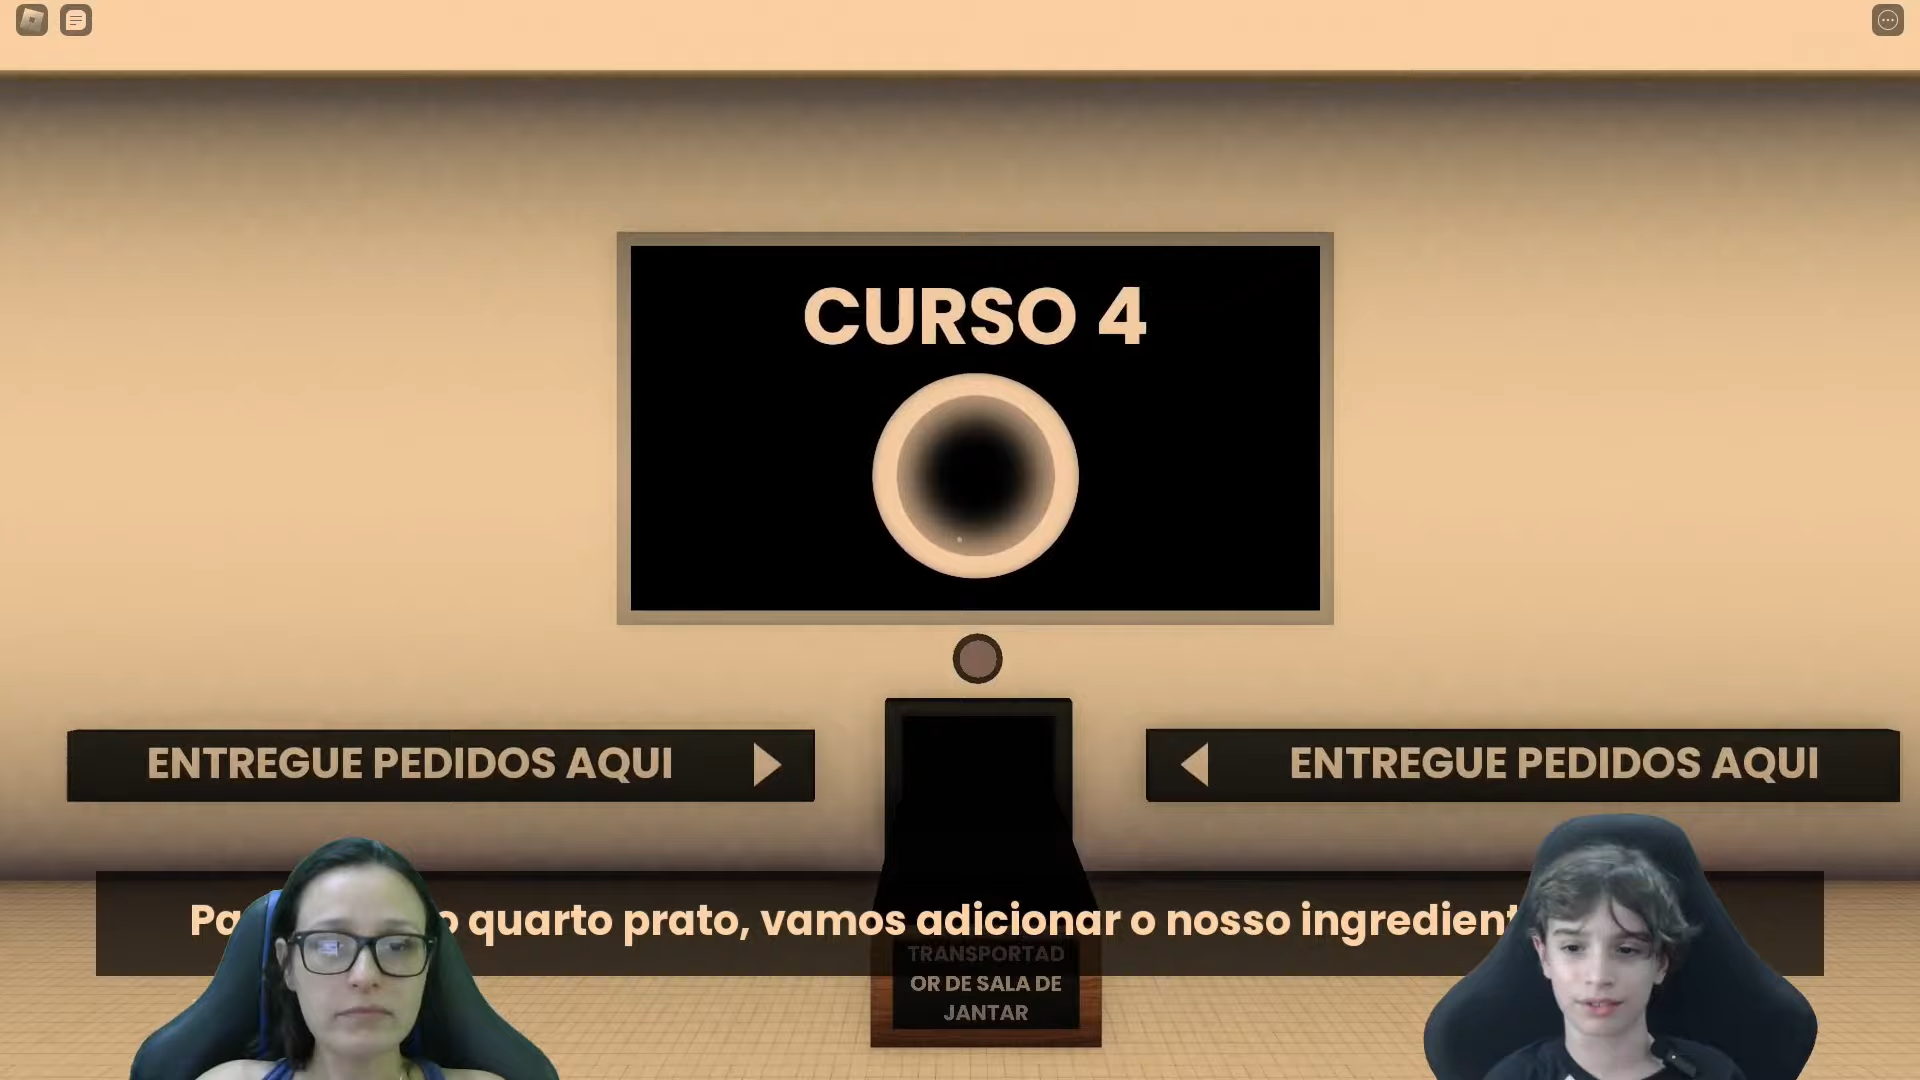 CURSO 4
ENTREGUE PEDIDOS AQUI
ENTREGUE PEDIDOS AQUI
quarto prato, vamos adicionar o nosso
TRANSPORTAD
OR DE SALA DE
JANTAR